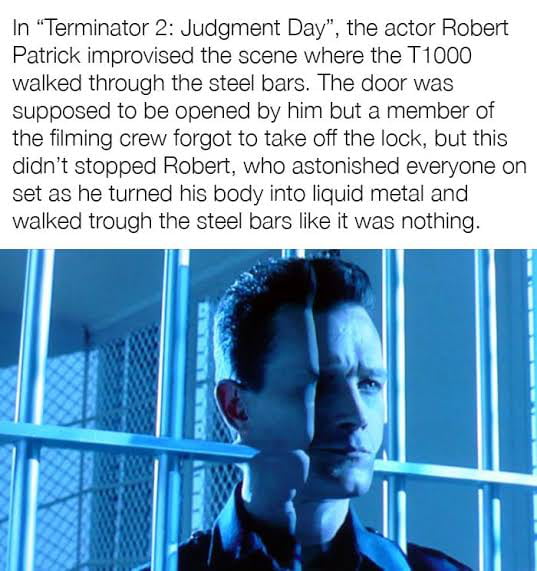 In “Terminator 2: Judgment Day”, the actor Robert
Patrick improvised the scene where the T1000
walked through the steel bars. The door was
supposed to be opened by him but a member of
the filming crew forgot to take off the lock, but this
didn’t stopped Robert, who astonished everyone on
set as he turned his body into liquid metal and
walked trough the steel bars like it was nothing.